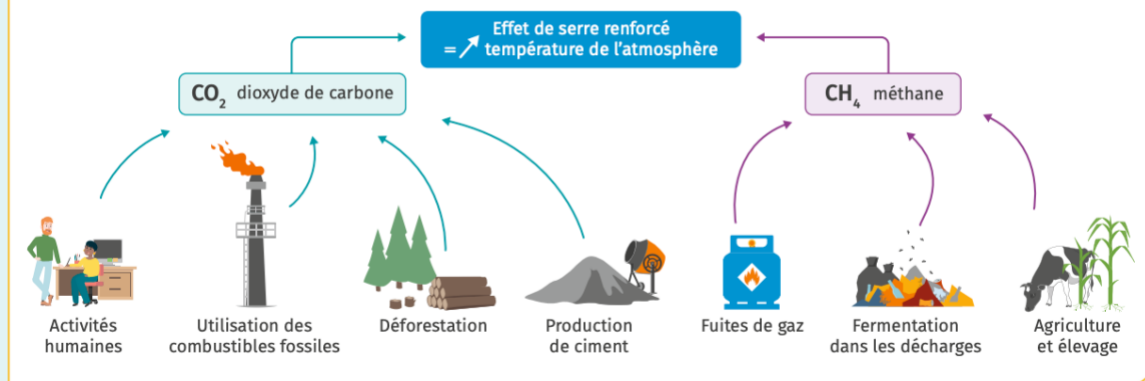 Effet de serre renforcé
= température de l'atmosphère
CO₂ dioxyde de carbone
CH₄ méthane
Activités
humaines
Utilisation des
combustibles fossiles
Déforestation
Production
de ciment
Fuites de gaz
Fermentation
dans les décharges
Agriculture
et élevage